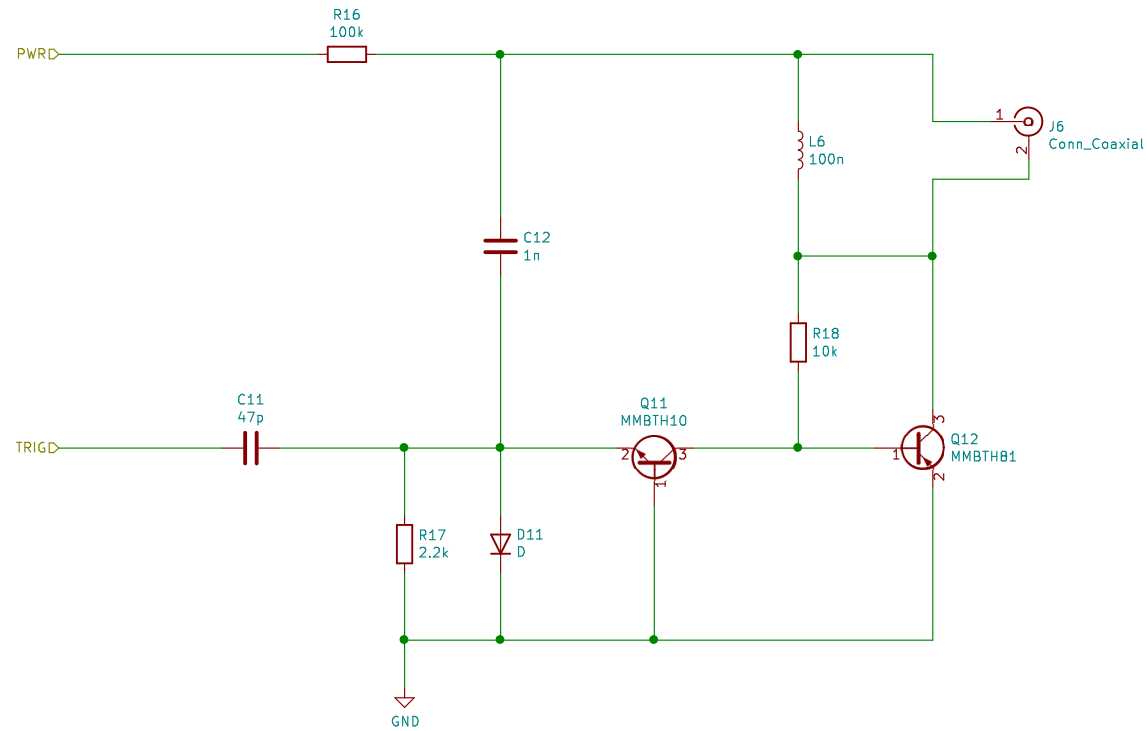 R16
100k
PWR
1
J6
Conn_Coaxial
2
L6
100n
C12
1n
R18
10k
C11
47p
Q11
MMBTH10
TRIG
2
3
1
3
Q12
MMBTH81
1
2
R17
2.2k
D11
D
GND